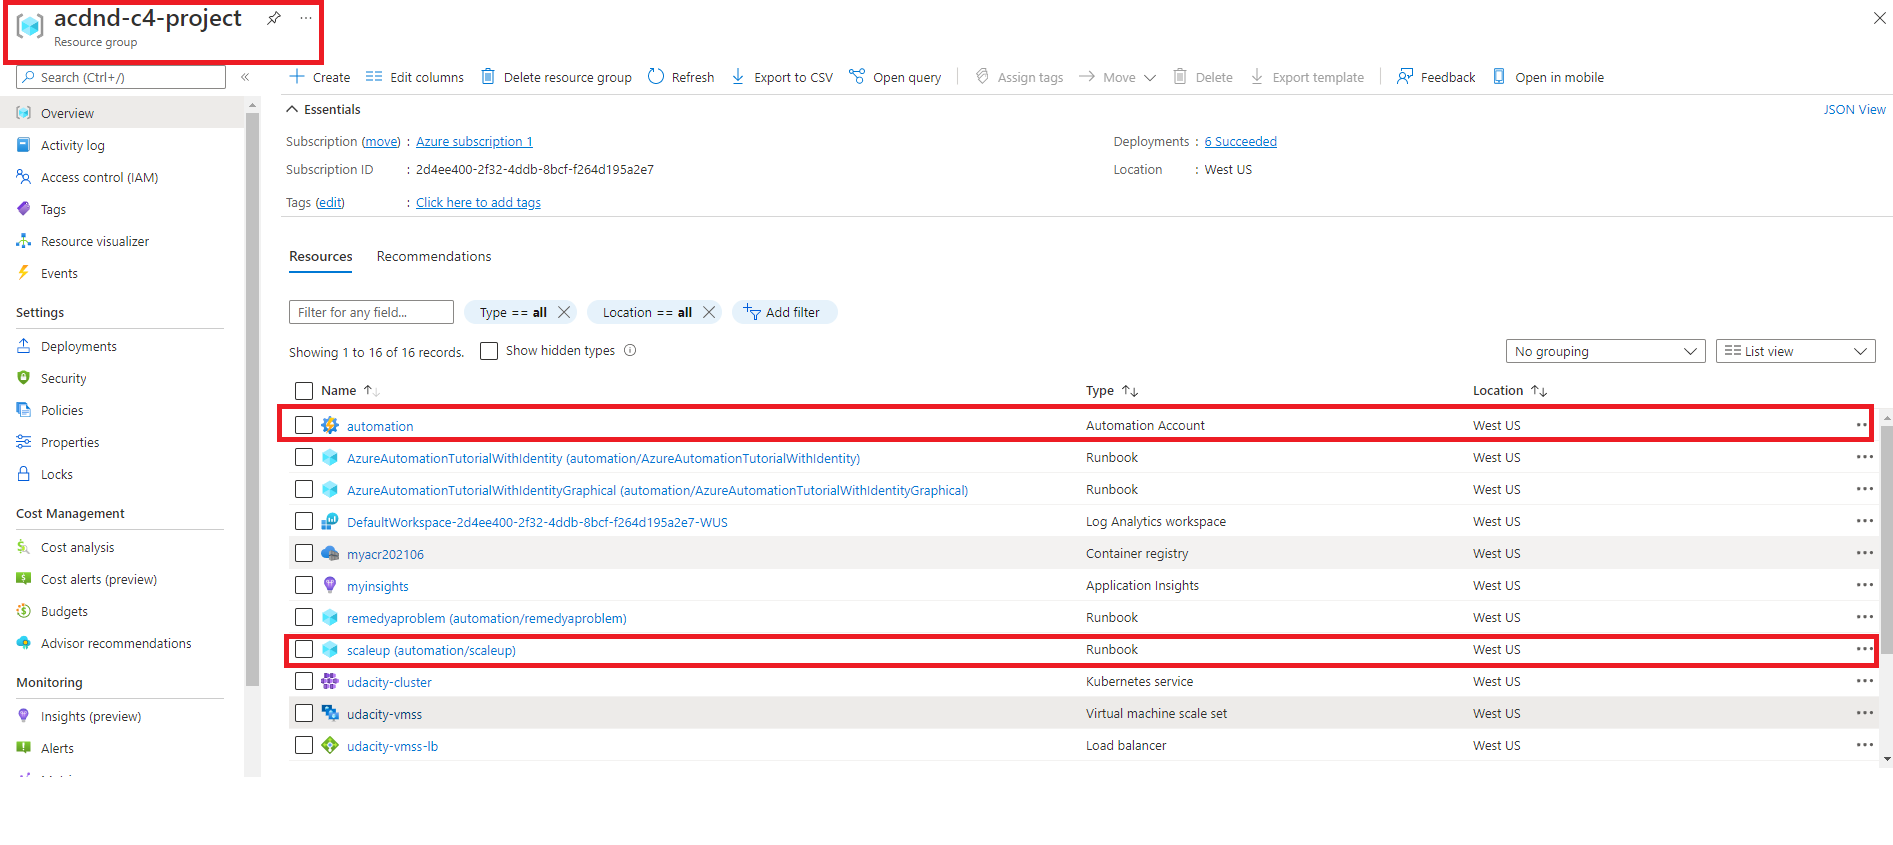 acdnd-c4-project
Resource group
Search (Ctrl+/)
Create Edit columns Delete resource group Refresh Export to CSV Open query Assign tags Move Delete Export template Feedback Open in mobile
Overview
Activity log
Access control (IAM)
Tags
Resource visualizer
Events
Settings
Deployments
Security
Policies
Properties
Locks
Cost Management
Cost analysis
Cost alerts (preview)
Budgets
Advisor recommendations
Monitoring
Insights (preview)
Alerts
Essentials
JSON View
Subscription (move) : Azure subscription 1
Deployments : 6 Succeeded
Subscription ID : 2d4ee400-2f32-4ddb-8bcf-f264d195a2e7
Location : West US
Tags (edit) : Click here to add tags
Resources Recommendations
Filter for any field... Type == all Location == all Add filter
Showing 1 to 16 of 16 records. Show hidden types No grouping List view
Name Type Location
automation Automation Account West US
AzureAutomationTutorialWithIdentity (automation/AzureAutomationTutorialWithIdentity) Runbook West US
AzureAutomationTutorialWithIdentityGraphical (automation/AzureAutomationTutorialWithIdentityGraphical) Runbook West US
DefaultWorkspace-2d4ee400-2f32-4ddb-8bcf-f264d195a2e7-WUS Log Analytics workspace West US
myacr202106 Container registry West US
myinsights Application Insights West US
remedyaproblem (automation/remedyaproblem) Runbook West US
scaleup (automation/scaleup) Runbook West US
udacity-cluster Kubernetes service West US
udacity-vmss Virtual machine scale set West US
udacity-vmss-lb Load balancer West US